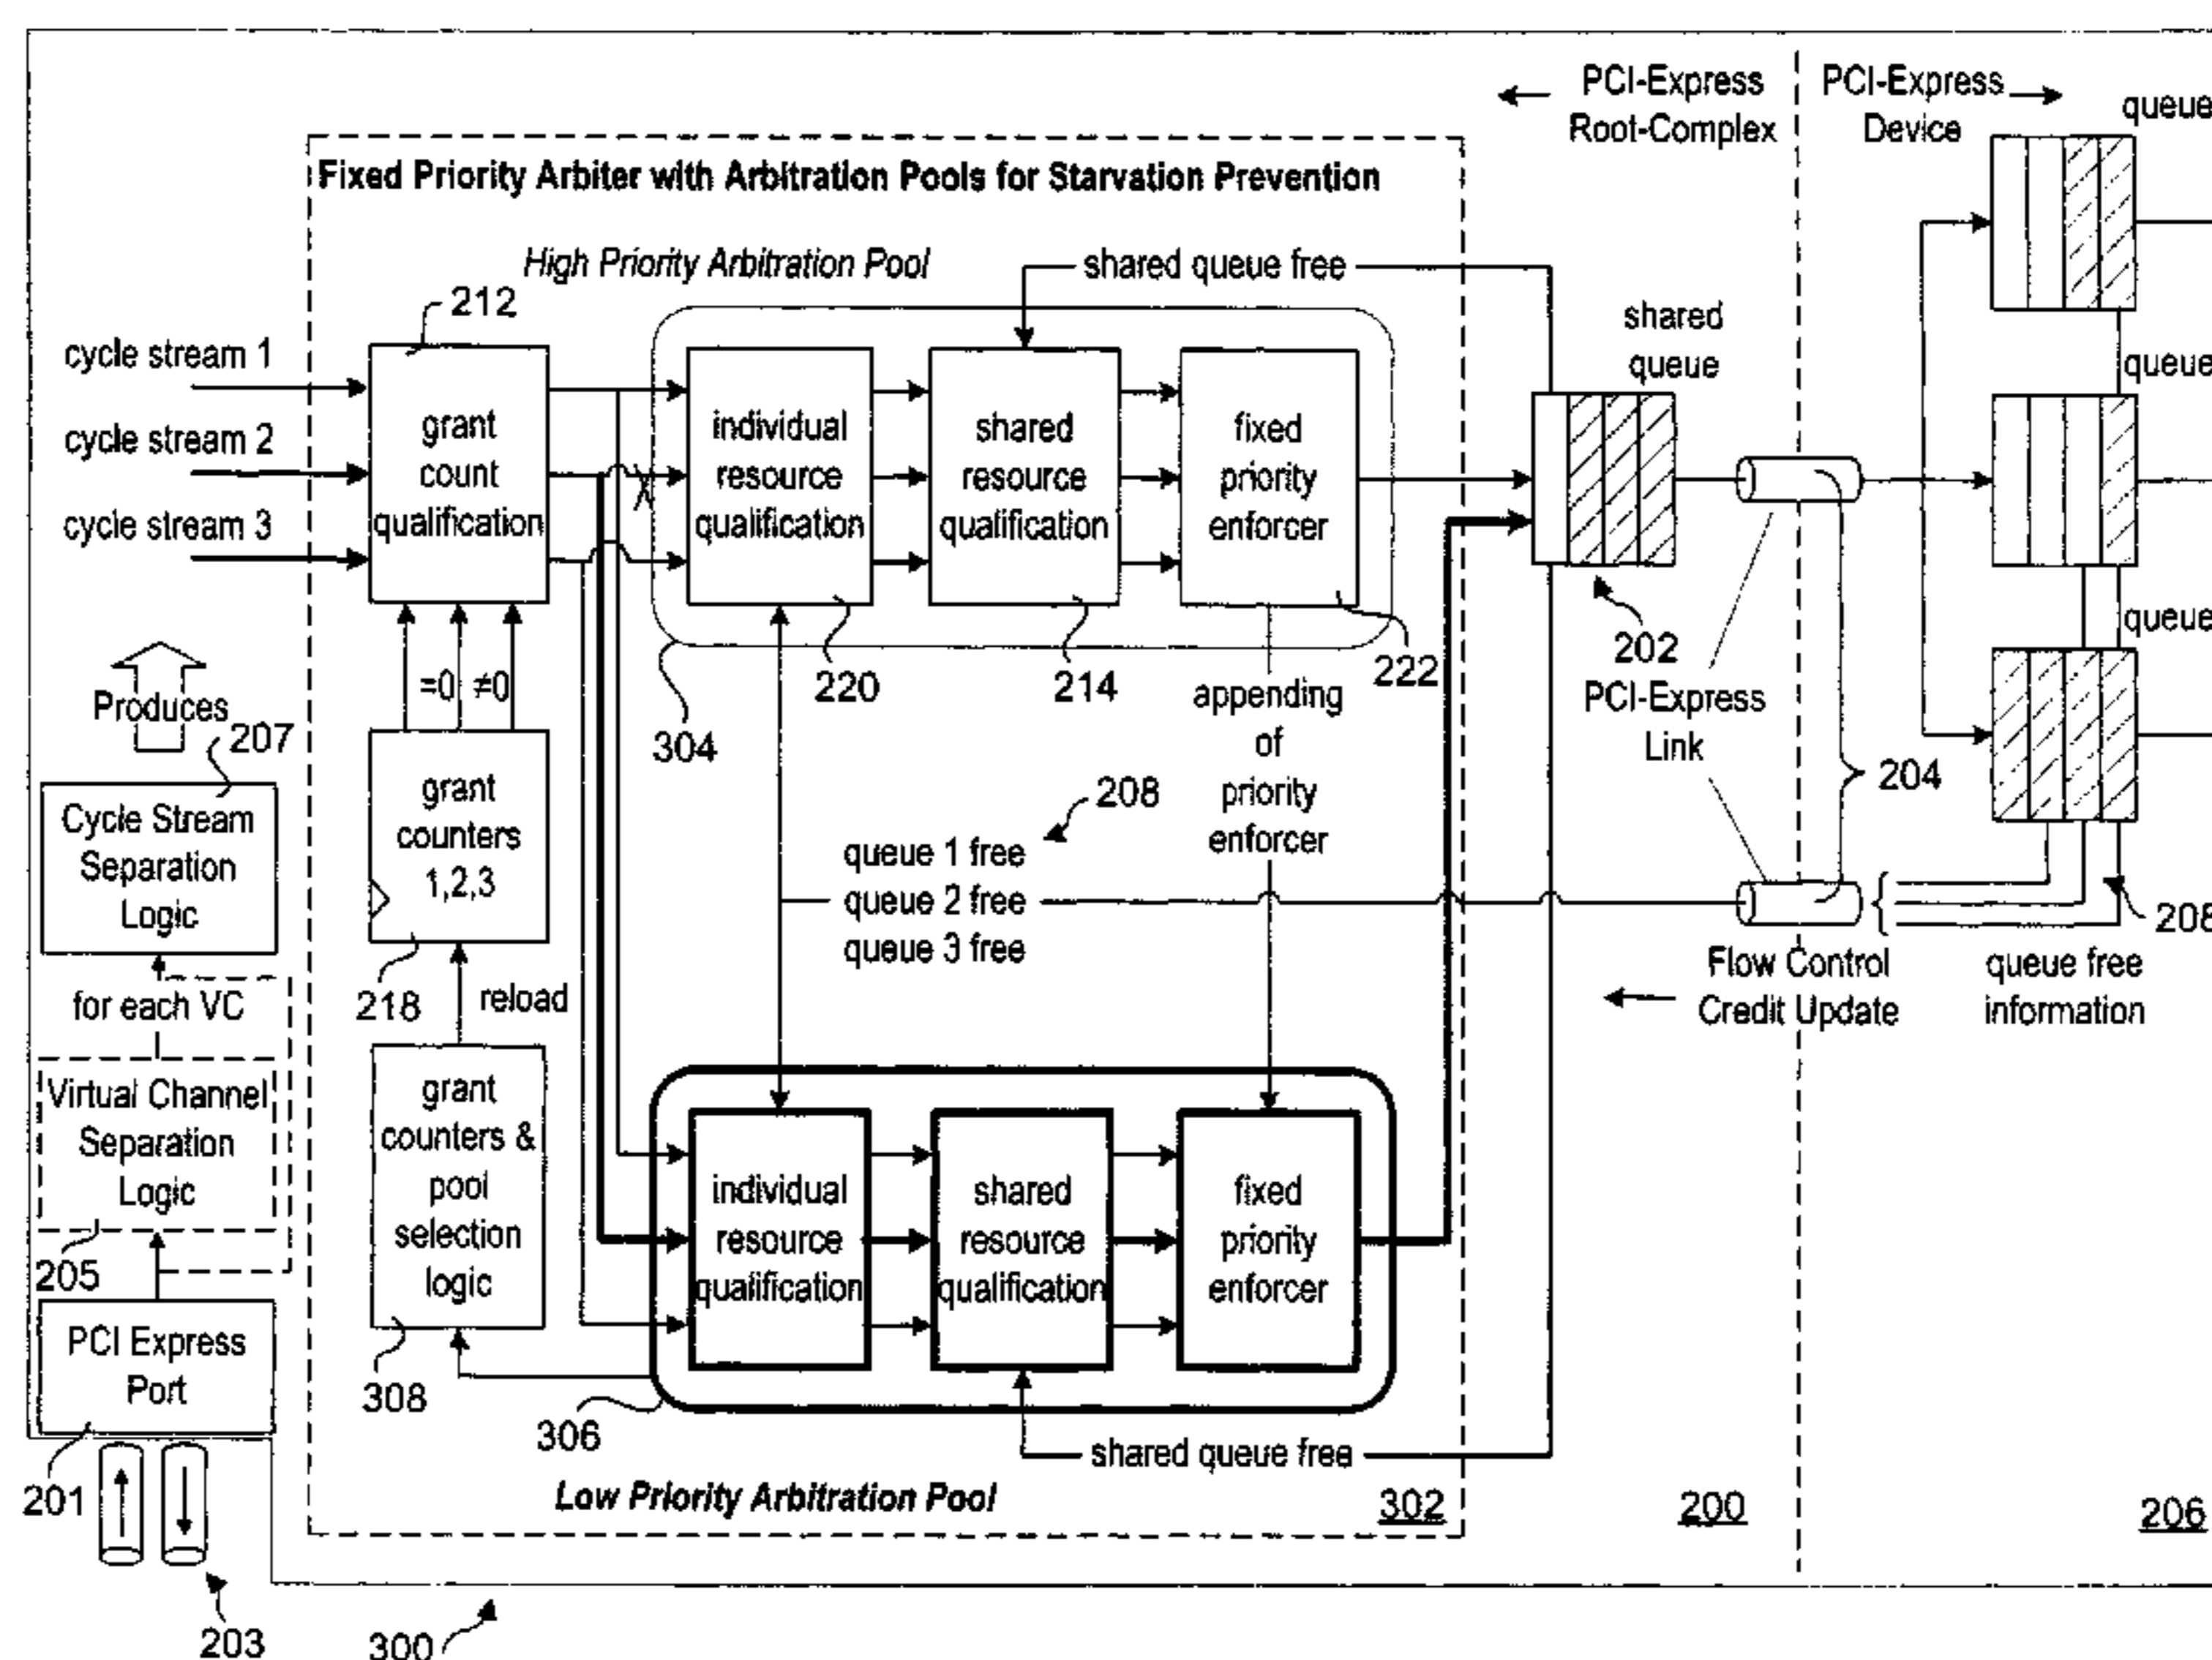 PCI-Express
Root-Complex
PCI-Express
Device
queue
Fixed Priority Arbiter with Arbitration Pools for Starvation Prevention
High Priority Arbitration Pool
shared queue free
212
cycle stream 1
cycle stream 2
cycle stream 3
grant
count
qualification
individual
resource
qualification
shared
resource
qualification
fixed
priority
enforcer
shared
queue
queue
queue
202
220
214
222
304
=0 ≠0
Produces
207
PCI-Express
Link
204
appending
of
priority
enforcer
208
Cycle Stream
Separation
Logic
grant
counters
1,2,3
queue 1 free
queue 2 free
queue 3 free
218
reload
for each VC
Flow Control
Credit Update
queue free
information
208
Virtual Channel
Separation
Logic
205
grant
counters &
pool
selection
logic
308
individual
resource
qualification
shared
resource
qualification
fixed
priority
enforcer
PCI Express
Port
201
306
shared queue free
Low Priority Arbitration Pool
302
200
206
203
300